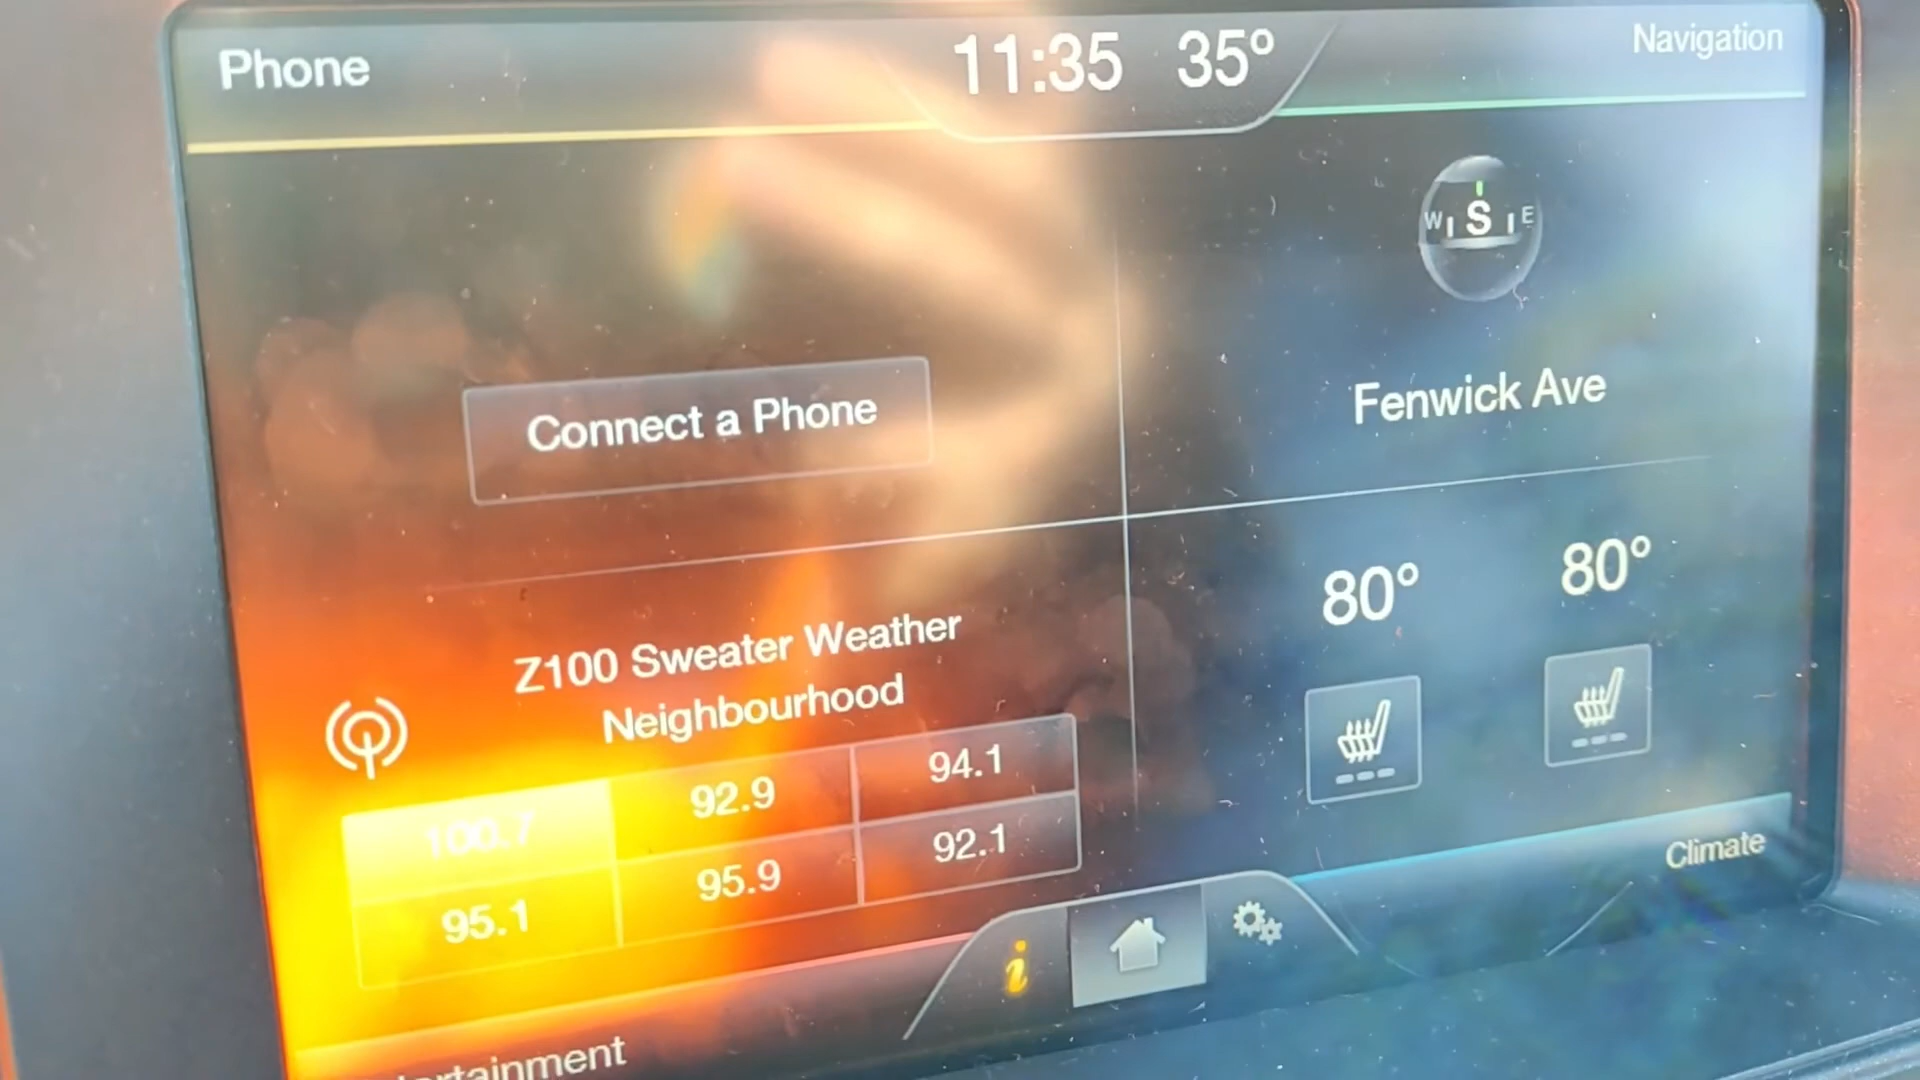 Phone
11:35 35°
Navigation
W S E
Connect a Phone
Fenwick Ave
Z100 Sweater Weather
Neighbourhood
80° 80°
100.7 92.9 94.1
95.1 95.9 92.1
Climate
i